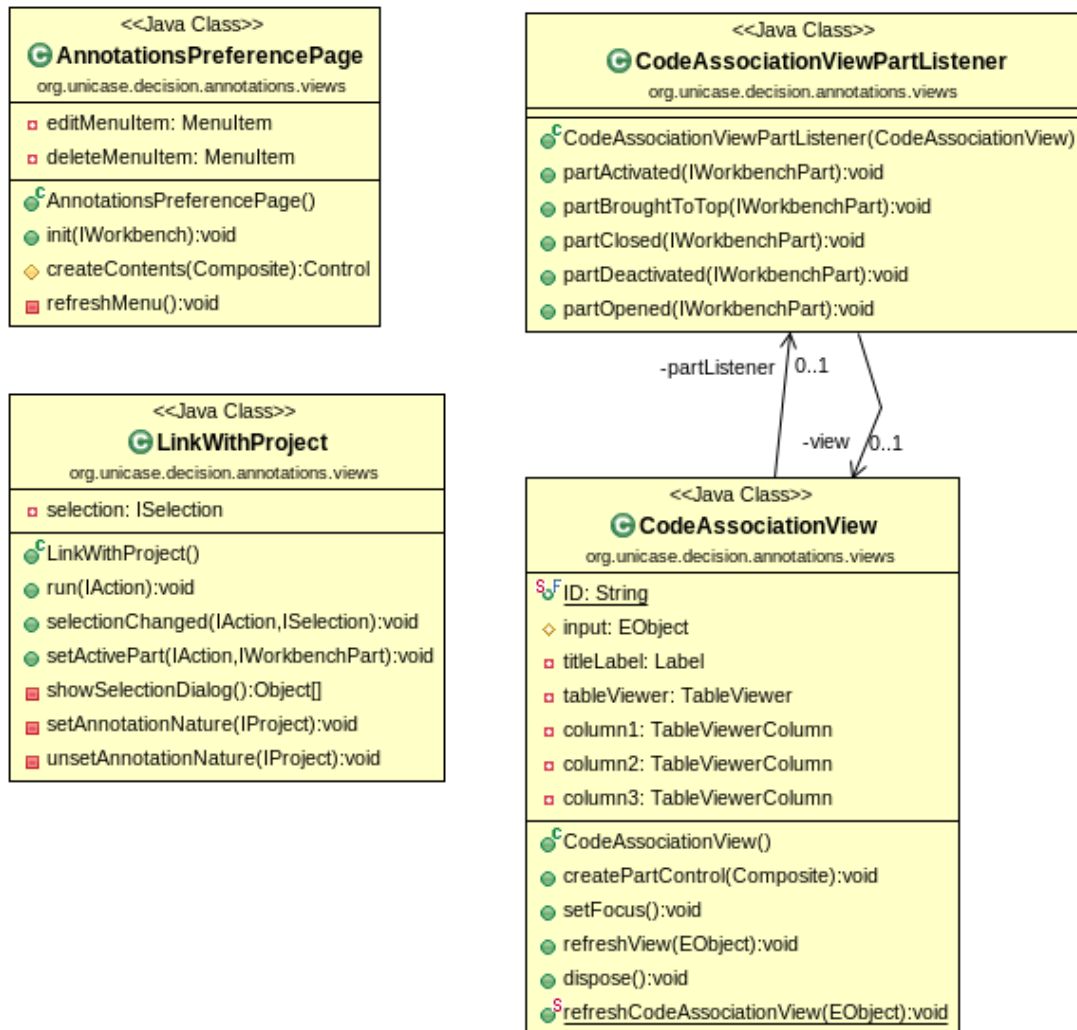 <<Java Class>>
AnnotationsPreferencePage
org.unicase.decision.annotations.views
editMenuItem: MenuItem
deleteMenuItem: MenuItem
AnnotationsPreferencePage()
init(IWorkbench):void
createContents(Composite):Control
refreshMenu():void
<<Java Class>>
CodeAssociationViewPartListener
org.unicase.decision.annotations.views
CodeAssociationViewPartListener(CodeAssociationView)
partActivated(IWorkbenchPart):void
partBroughtToTop(IWorkbenchPart):void
partClosed(IWorkbenchPart):void
partDeactivated(IWorkbenchPart):void
partOpened(IWorkbenchPart):void
-partListener 0..1
-view 0..1
<<Java Class>>
LinkWithProject
org.unicase.decision.annotations.views
selection: ISelection
LinkWithProject()
run(IAction):void
selectionChanged(IAction,ISelection):void
setActivePart(IAction,IWorkbenchPart):void
showSelectionDialog():Object[]
setAnnotationNature(IProject):void
unsetAnnotationNature(IProject):void
<<Java Class>>
CodeAssociationView
org.unicase.decision.annotations.views
ID: String
input: EObject
titleLabel: Label
tableViewer: TableViewer
column1: TableViewerColumn
column2: TableViewerColumn
column3: TableViewerColumn
CodeAssociationView()
createPartControl(Composite):void
setFocus():void
refreshView(EObject):void
dispose():void
refreshCodeAssociationView(EObject):void